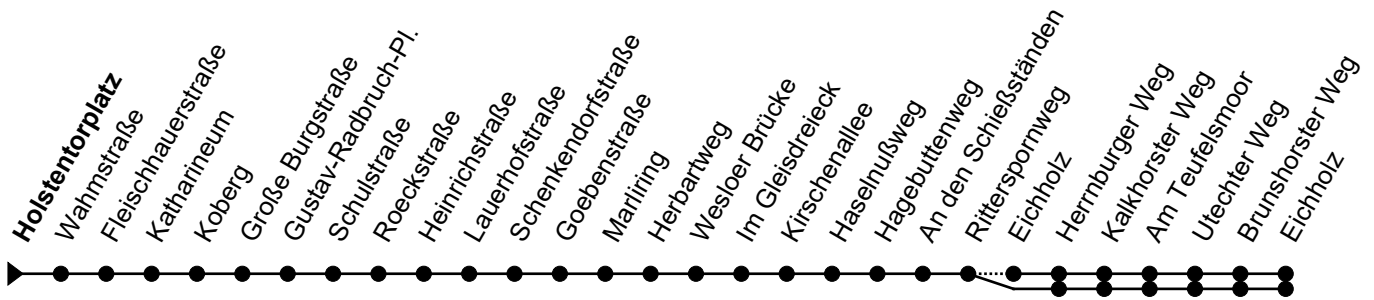 Holstentorplatz
Wahmstraße
Fleischhauerstraße
Katharineum
Koberg
Große Burgstraße
Gustav-Radbruch-Pl.
Schulstraße
Roeckstraße
Heinrichstraße
Lauerhofstraße
Schenkendorfstraße
Goebenstraße
Marliring
Herbartweg
Wesloer Brücke
Im Gleisdreieck
Kirschenallee
Haselnußweg
Hagebuttenweg
An den Schießständen
Ritterspornweg
Eichholz
Herrnburger Weg
Kalkhorster Weg
Am Teufelsmoor
Utechter Weg
Brunshorster Weg
Eichholz